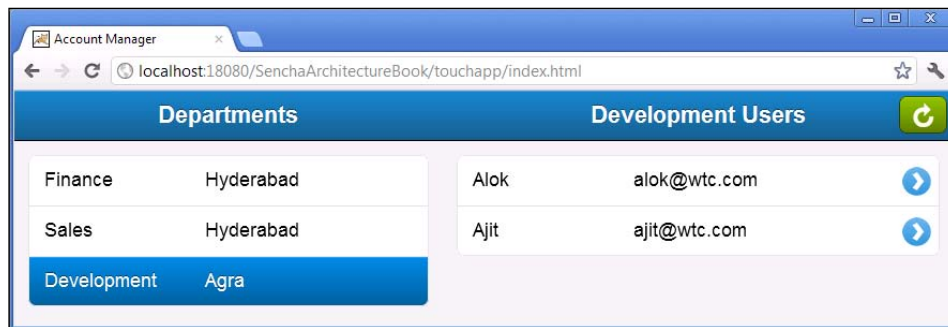 Account Manager
localhost:18080/SenchaArchitectureBook/touchapp/index.html
Departments
Development Users
Finance Hyderabad
Sales Hyderabad
Development Agra
Alok alok@wtc.com
Ajit ajit@wtc.com